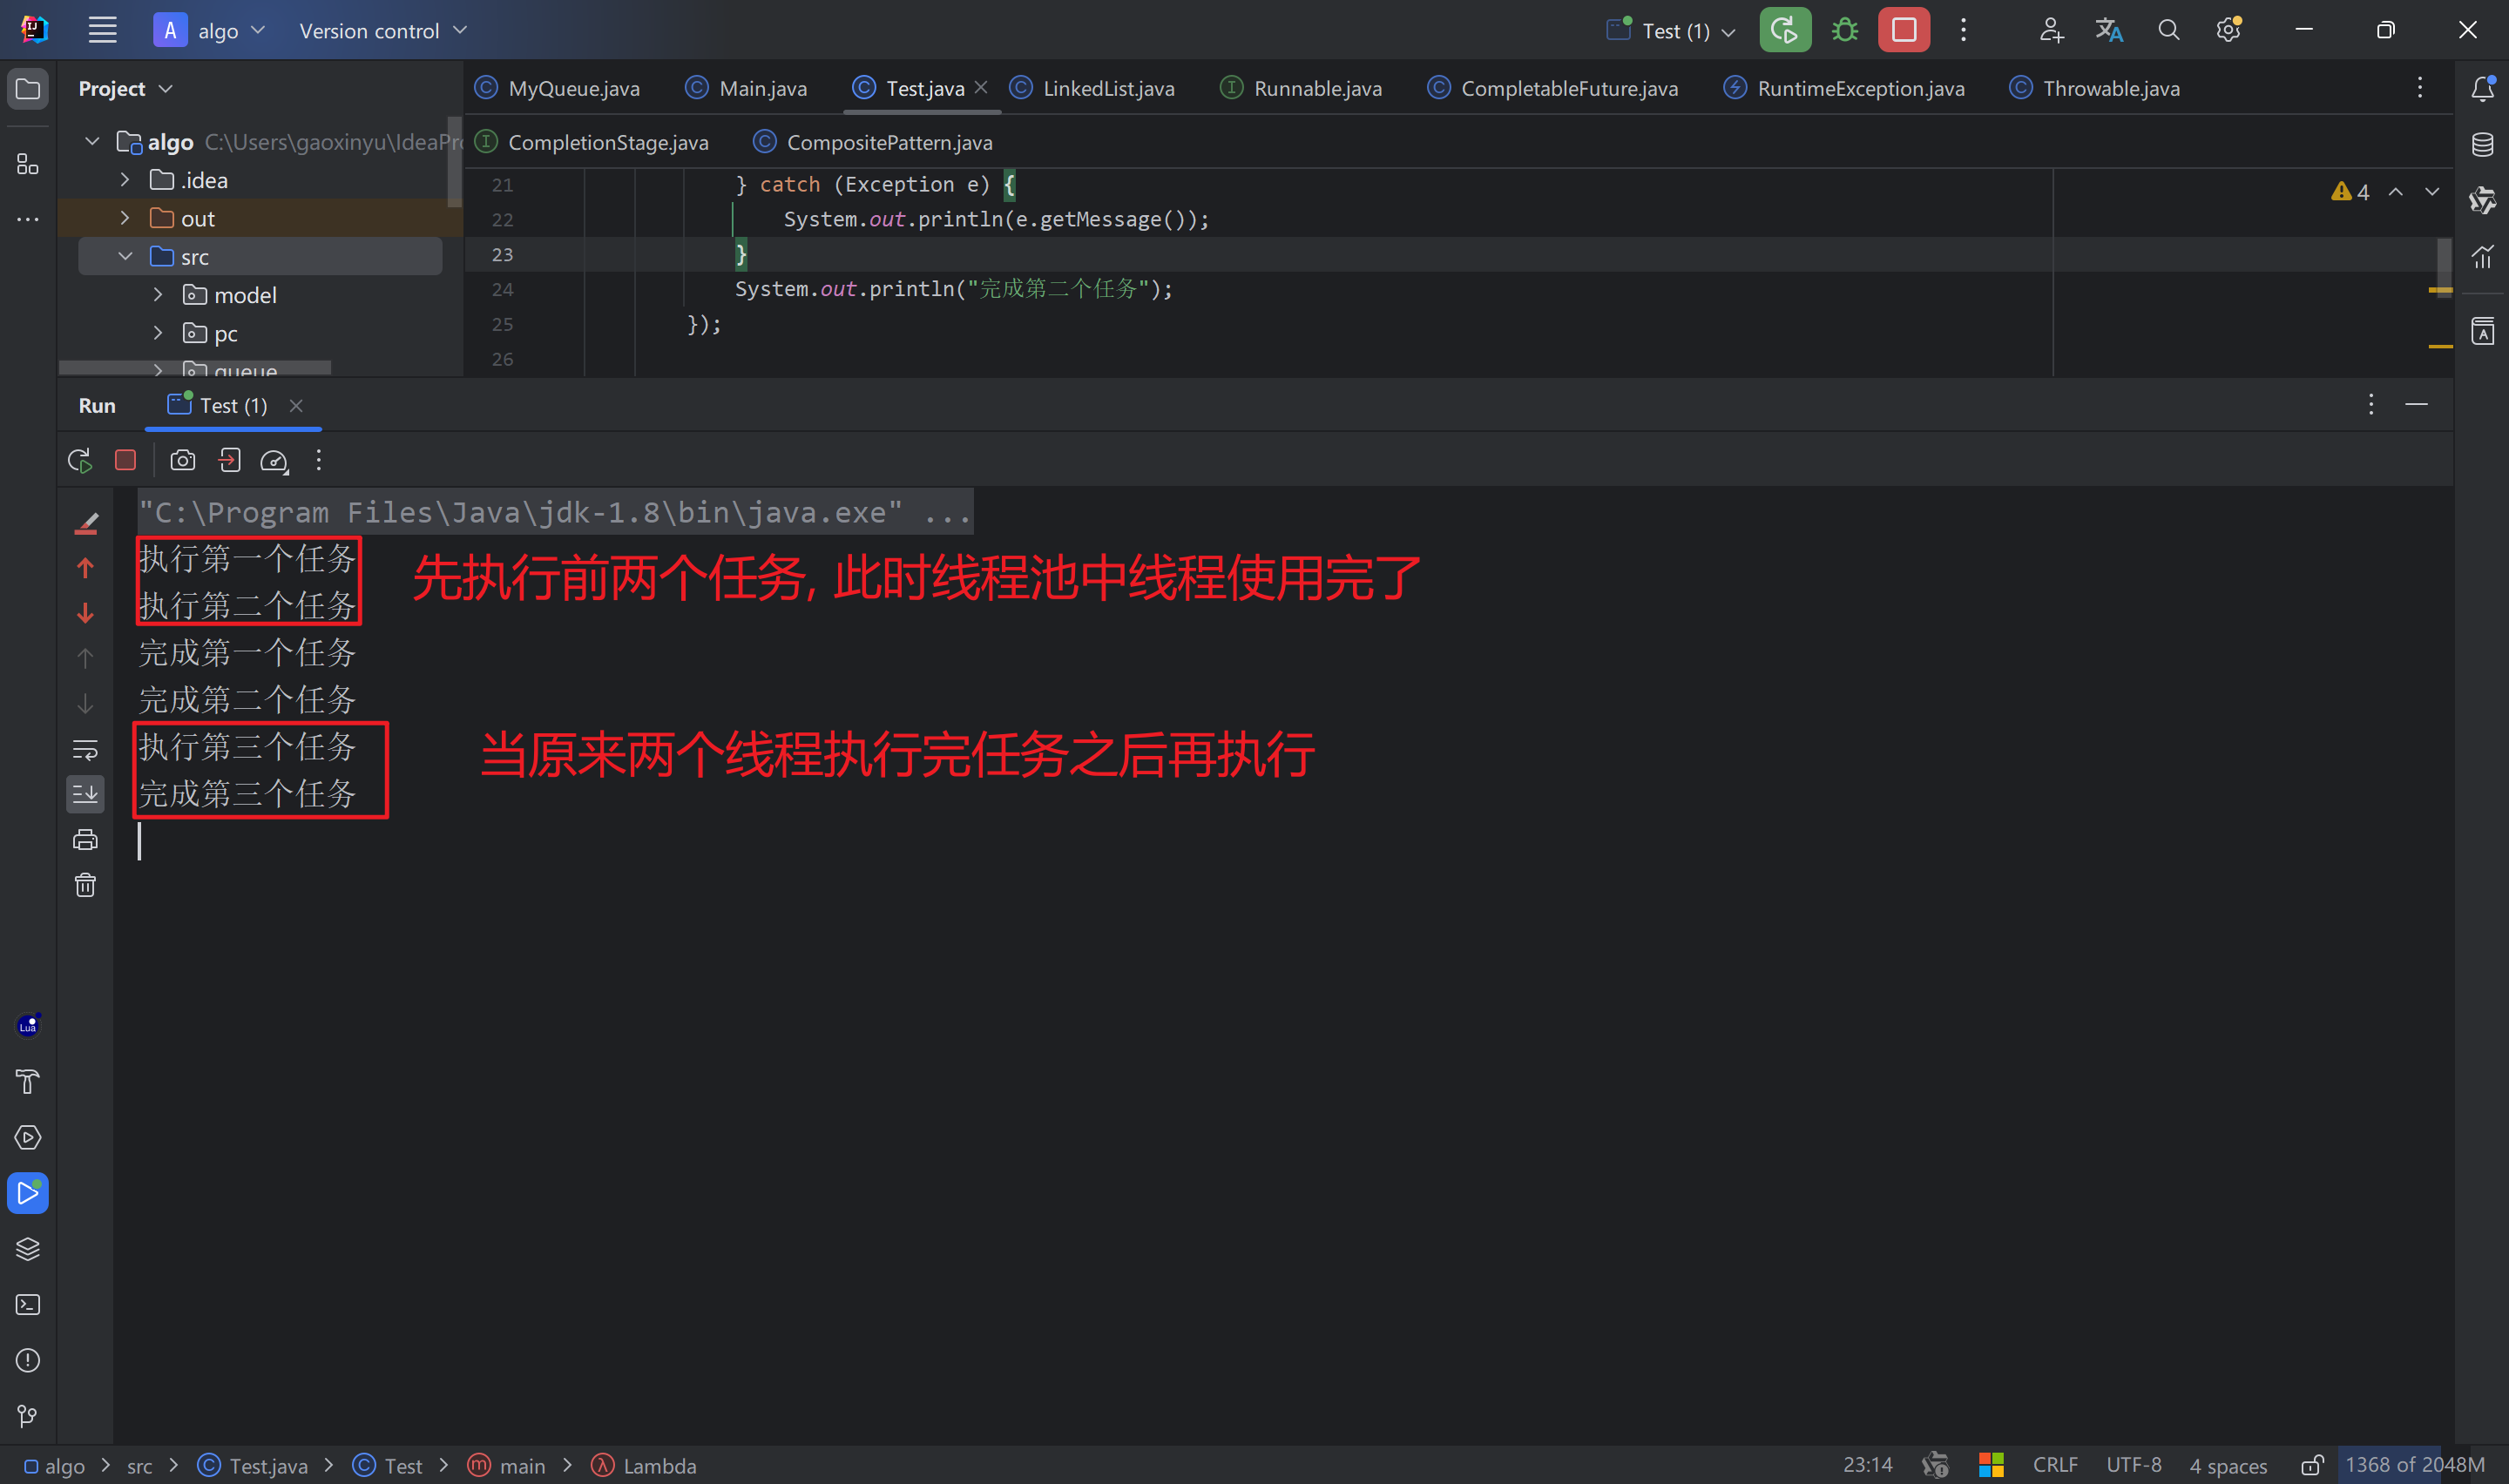 A algo Version control Test (1)
Project
MyQueue.java Main.java Test.java LinkedList.java Runnable.java CompletableFuture.java RuntimeException.java Throwable.java
algo C:\Users\gaoxinyu\IdeaPr
CompletionStage.java CompositePattern.java
.idea
out
src
model
pc
queue
21 } catch (Exception e) {
4
22 System.out.println(e.getMessage());
23 }
24 System.out.println("完成第二个任务");
25 });
26
Run Test (1)
"C:\Program Files\Java\jdk-1.8\bin\java.exe" ...
执行第一个任务
执行第二个任务
先执行前两个任务, 此时线程池中线程使用完了
完成第一个任务
完成第二个任务
执行第三个任务
完成第三个任务
当原来两个线程执行完任务之后再执行
Lua
algo > src > Test.java > Test > main > Lambda
23:14 CRLF UTF-8 4 spaces 1368 of 2048M